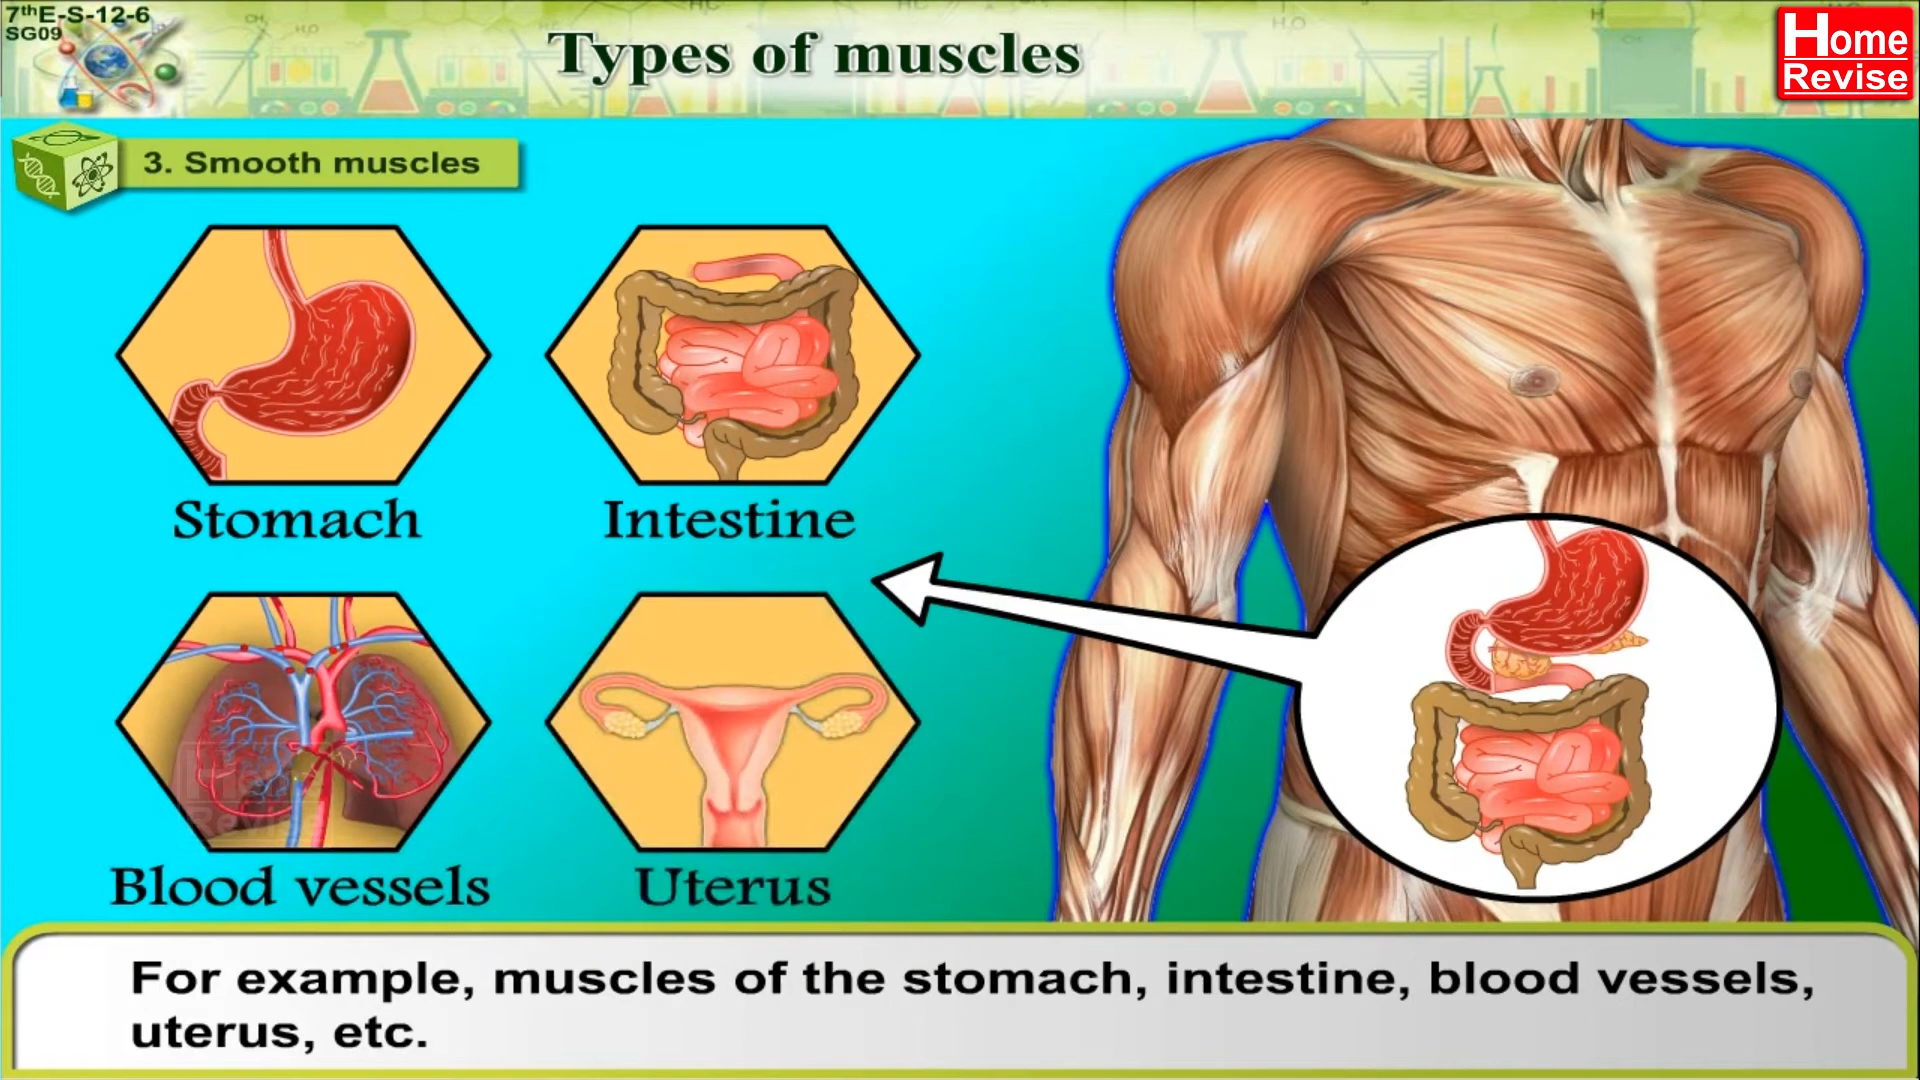 7thE-S-12-6
SG09
Types of muscles
Home
Revise
3. Smooth muscles
Stomach
Intestine
Blood vessels
Uterus
For example, muscles of the stomach, intestine, blood vessels,
uterus, etc.